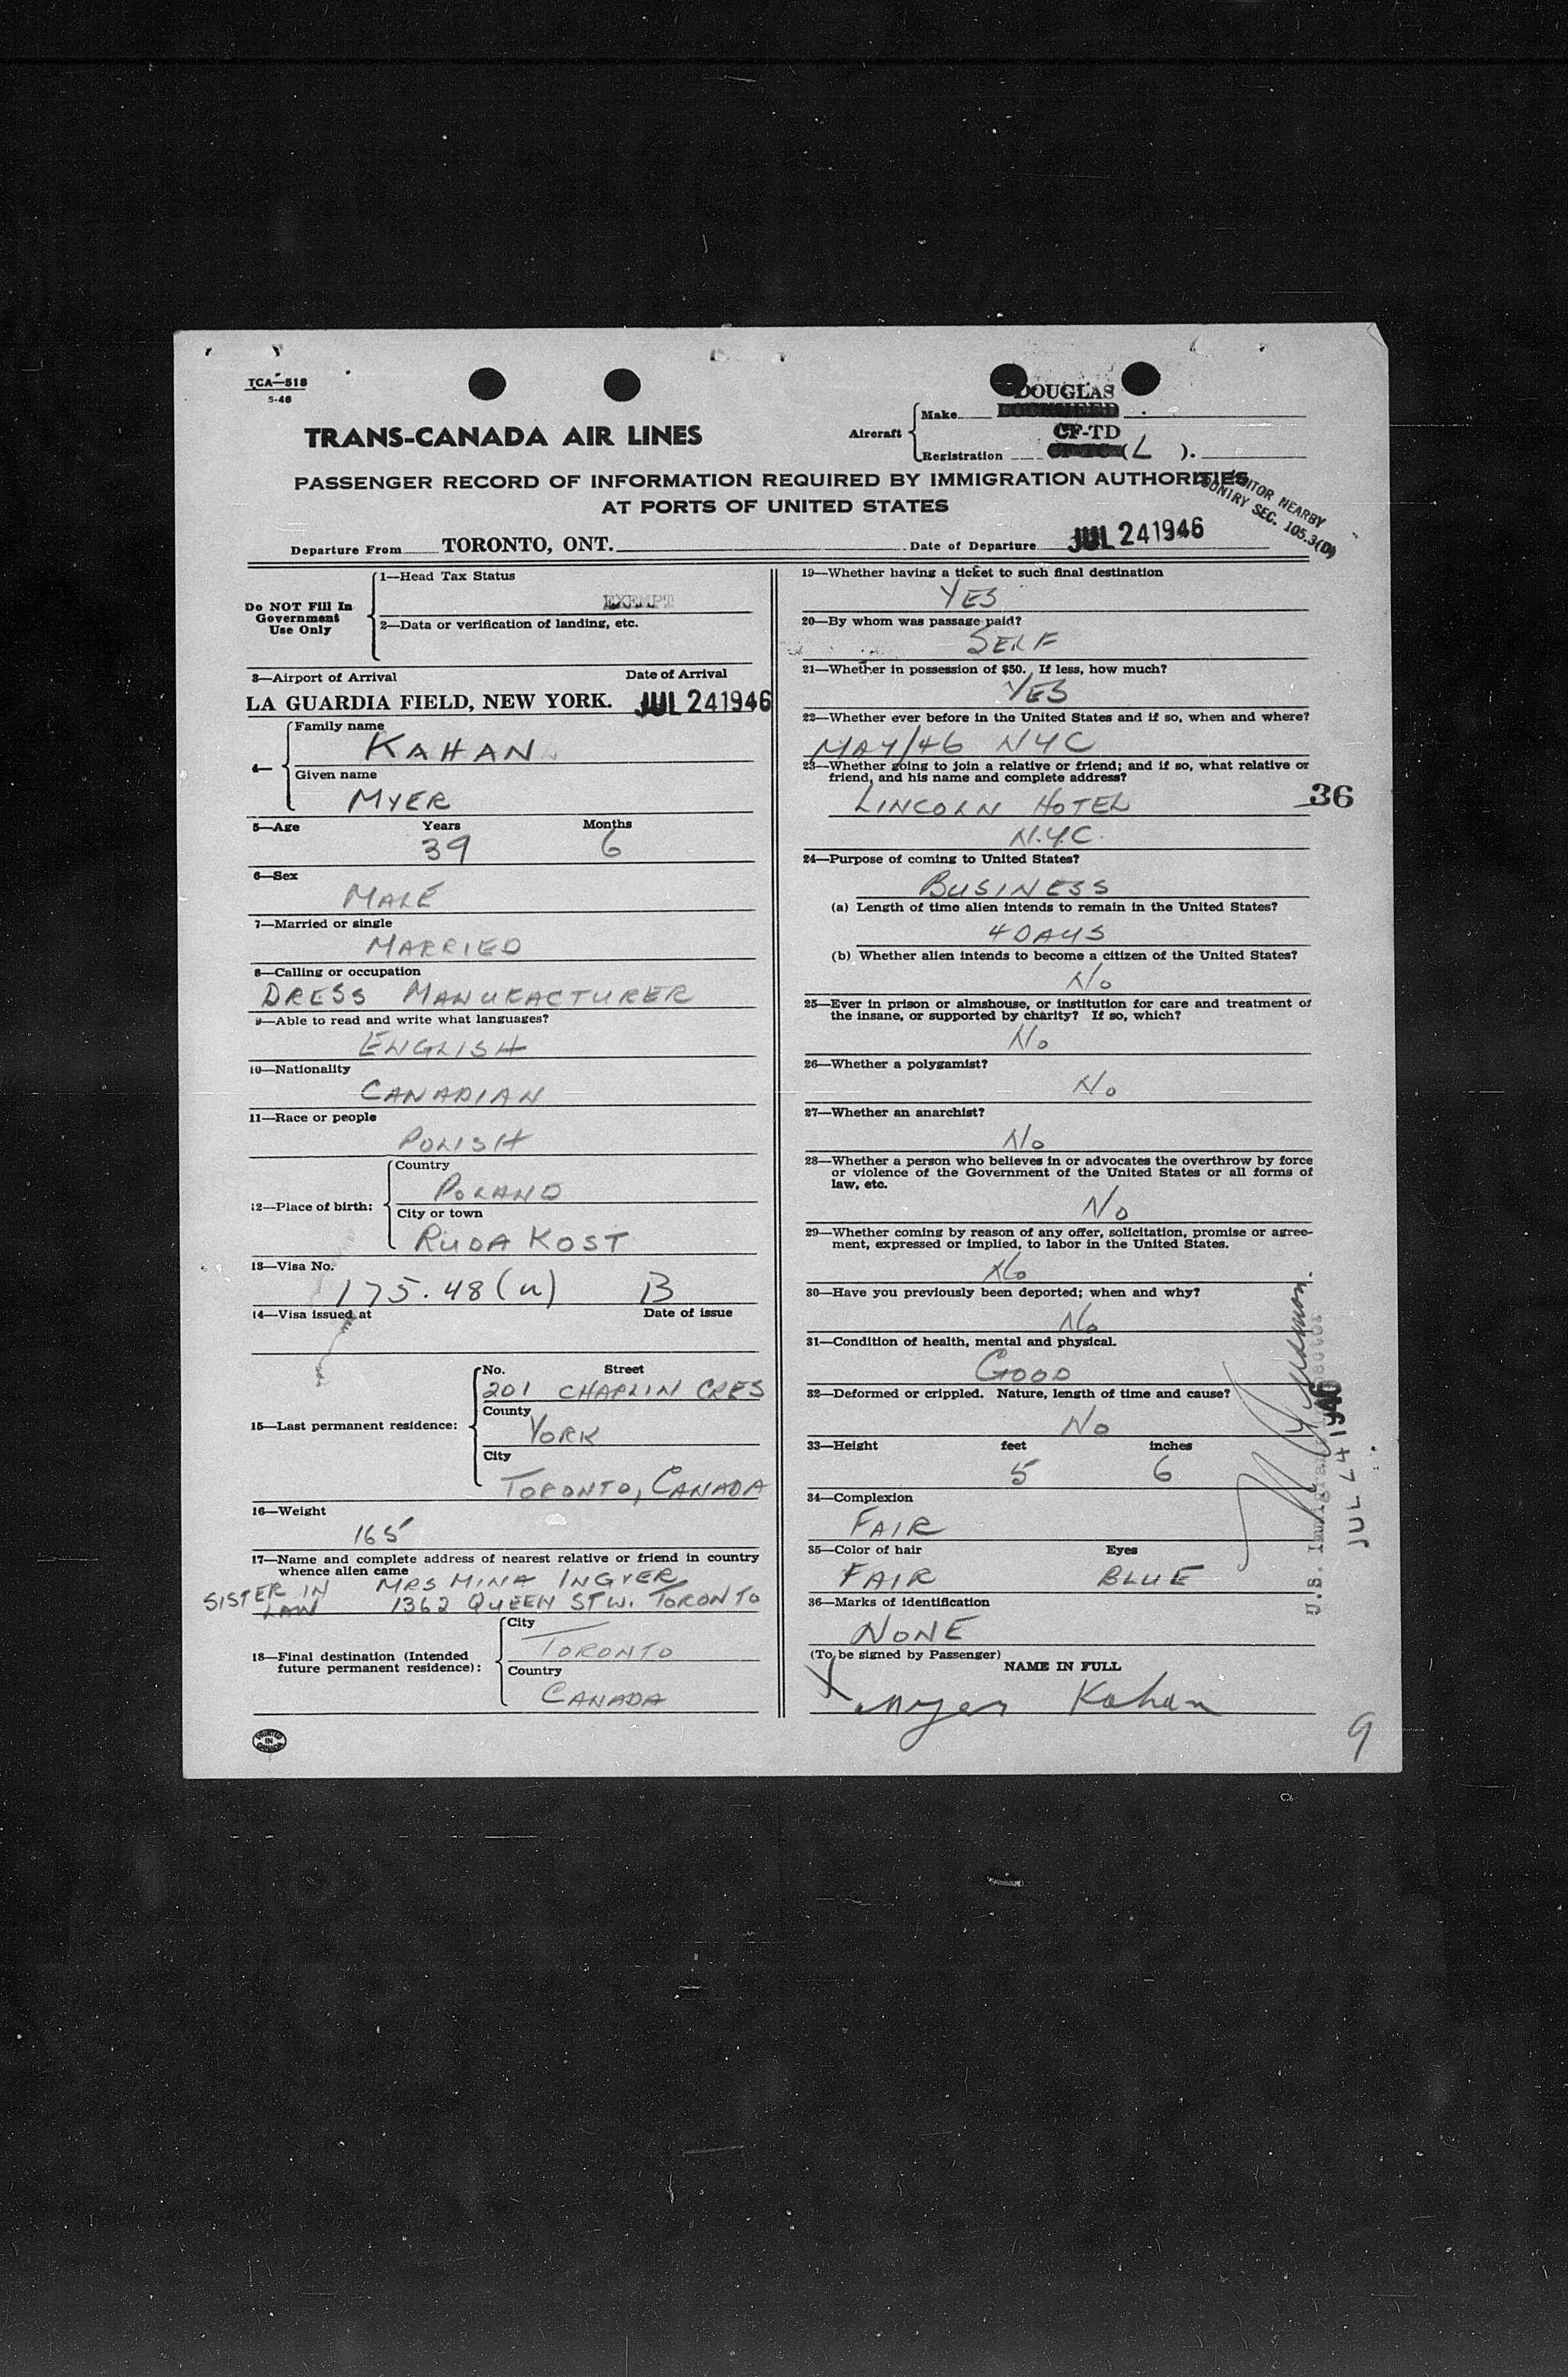 TCA—518
5-46
TRANS-CANADA AIR LINES
Aircraft
Make DOUGLAS
Registration CF-TD (L ).
PASSENGER RECORD OF INFORMATION REQUIRED BY IMMIGRATION AUTHORITIES
AT PORTS OF UNITED STATES
NEARBY
SEC. 105.3(D)
Departure From TORONTO, ONT. Date of Departure JUL 24 1946
Do NOT Fill In
Government
Use Only
1—Head Tax Status
EXEMPT
2—Data or verification of landing, etc.
3—Airport of Arrival Date of Arrival
LA GUARDIA FIELD, NEW YORK. JUL 24 1946
4—
Family name
KAHAN
Given name
MYER
5—Age Years Months
39 6
6—Sex
MALE
7—Married or single
MARRIED
8—Calling or occupation
DRESS MANUFACTURER
9—Able to read and write what languages?
ENGLISH
10—Nationality
CANADIAN
11—Race or people
POLISH
12—Place of birth:
Country
POLAND
City or town
RUDA KOST
13—Visa No.
175.48(u) B
14—Visa issued at Date of issue
15—Last permanent residence:
No. Street
201 CHAPLIN CRES
County
YORK
City
TORONTO, CANADA
16—Weight
165
17—Name and complete address of nearest relative or friend in country
whence alien came
SISTER IN LAW
MRS MINA INGVER
1362 QUEEN ST W. TORONTO
18—Final destination (Intended
future permanent residence):
City
TORONTO
Country
CANADA
PRINTED
IN
CANADA
19—Whether having a ticket to such final destination
YES
20—By whom was passage paid?
SELF
21—Whether in possession of $50. If less, how much?
YES
22—Whether ever before in the United States and if so, when and where?
MAY/46 NYC
23—Whether going to join a relative or friend; and if so, what relative or
friend, and his name and complete address?
LINCOLN HOTEL
36
N.Y.C.
24—Purpose of coming to United States?
BUSINESS
(a) Length of time alien intends to remain in the United States?
4 DAYS
(b) Whether alien intends to become a citizen of the United States?
No
25—Ever in prison or almshouse, or institution for care and treatment of
the insane, or supported by charity? If so, which?
No
26—Whether a polygamist?
No
27—Whether an anarchist?
No
28—Whether a person who believes in or advocates the overthrow by force
or violence of the Government of the United States or all forms of
law, etc.
No
29—Whether coming by reason of any offer, solicitation, promise or agree-
ment, expressed or implied, to labor in the United States.
No
30—Have you previously been deported; when and why?
No
31—Condition of health, mental and physical.
GOOD
32—Deformed or crippled. Nature, length of time and cause?
No
33—Height feet inches
5 6
34—Complexion
FAIR
35—Color of hair Eyes
FAIR BLUE
36—Marks of identification
NONE
(To be signed by Passenger)
NAME IN FULL
X Myer Kahan
U.S. Immigrant Inspector
JUL 24 1946
9